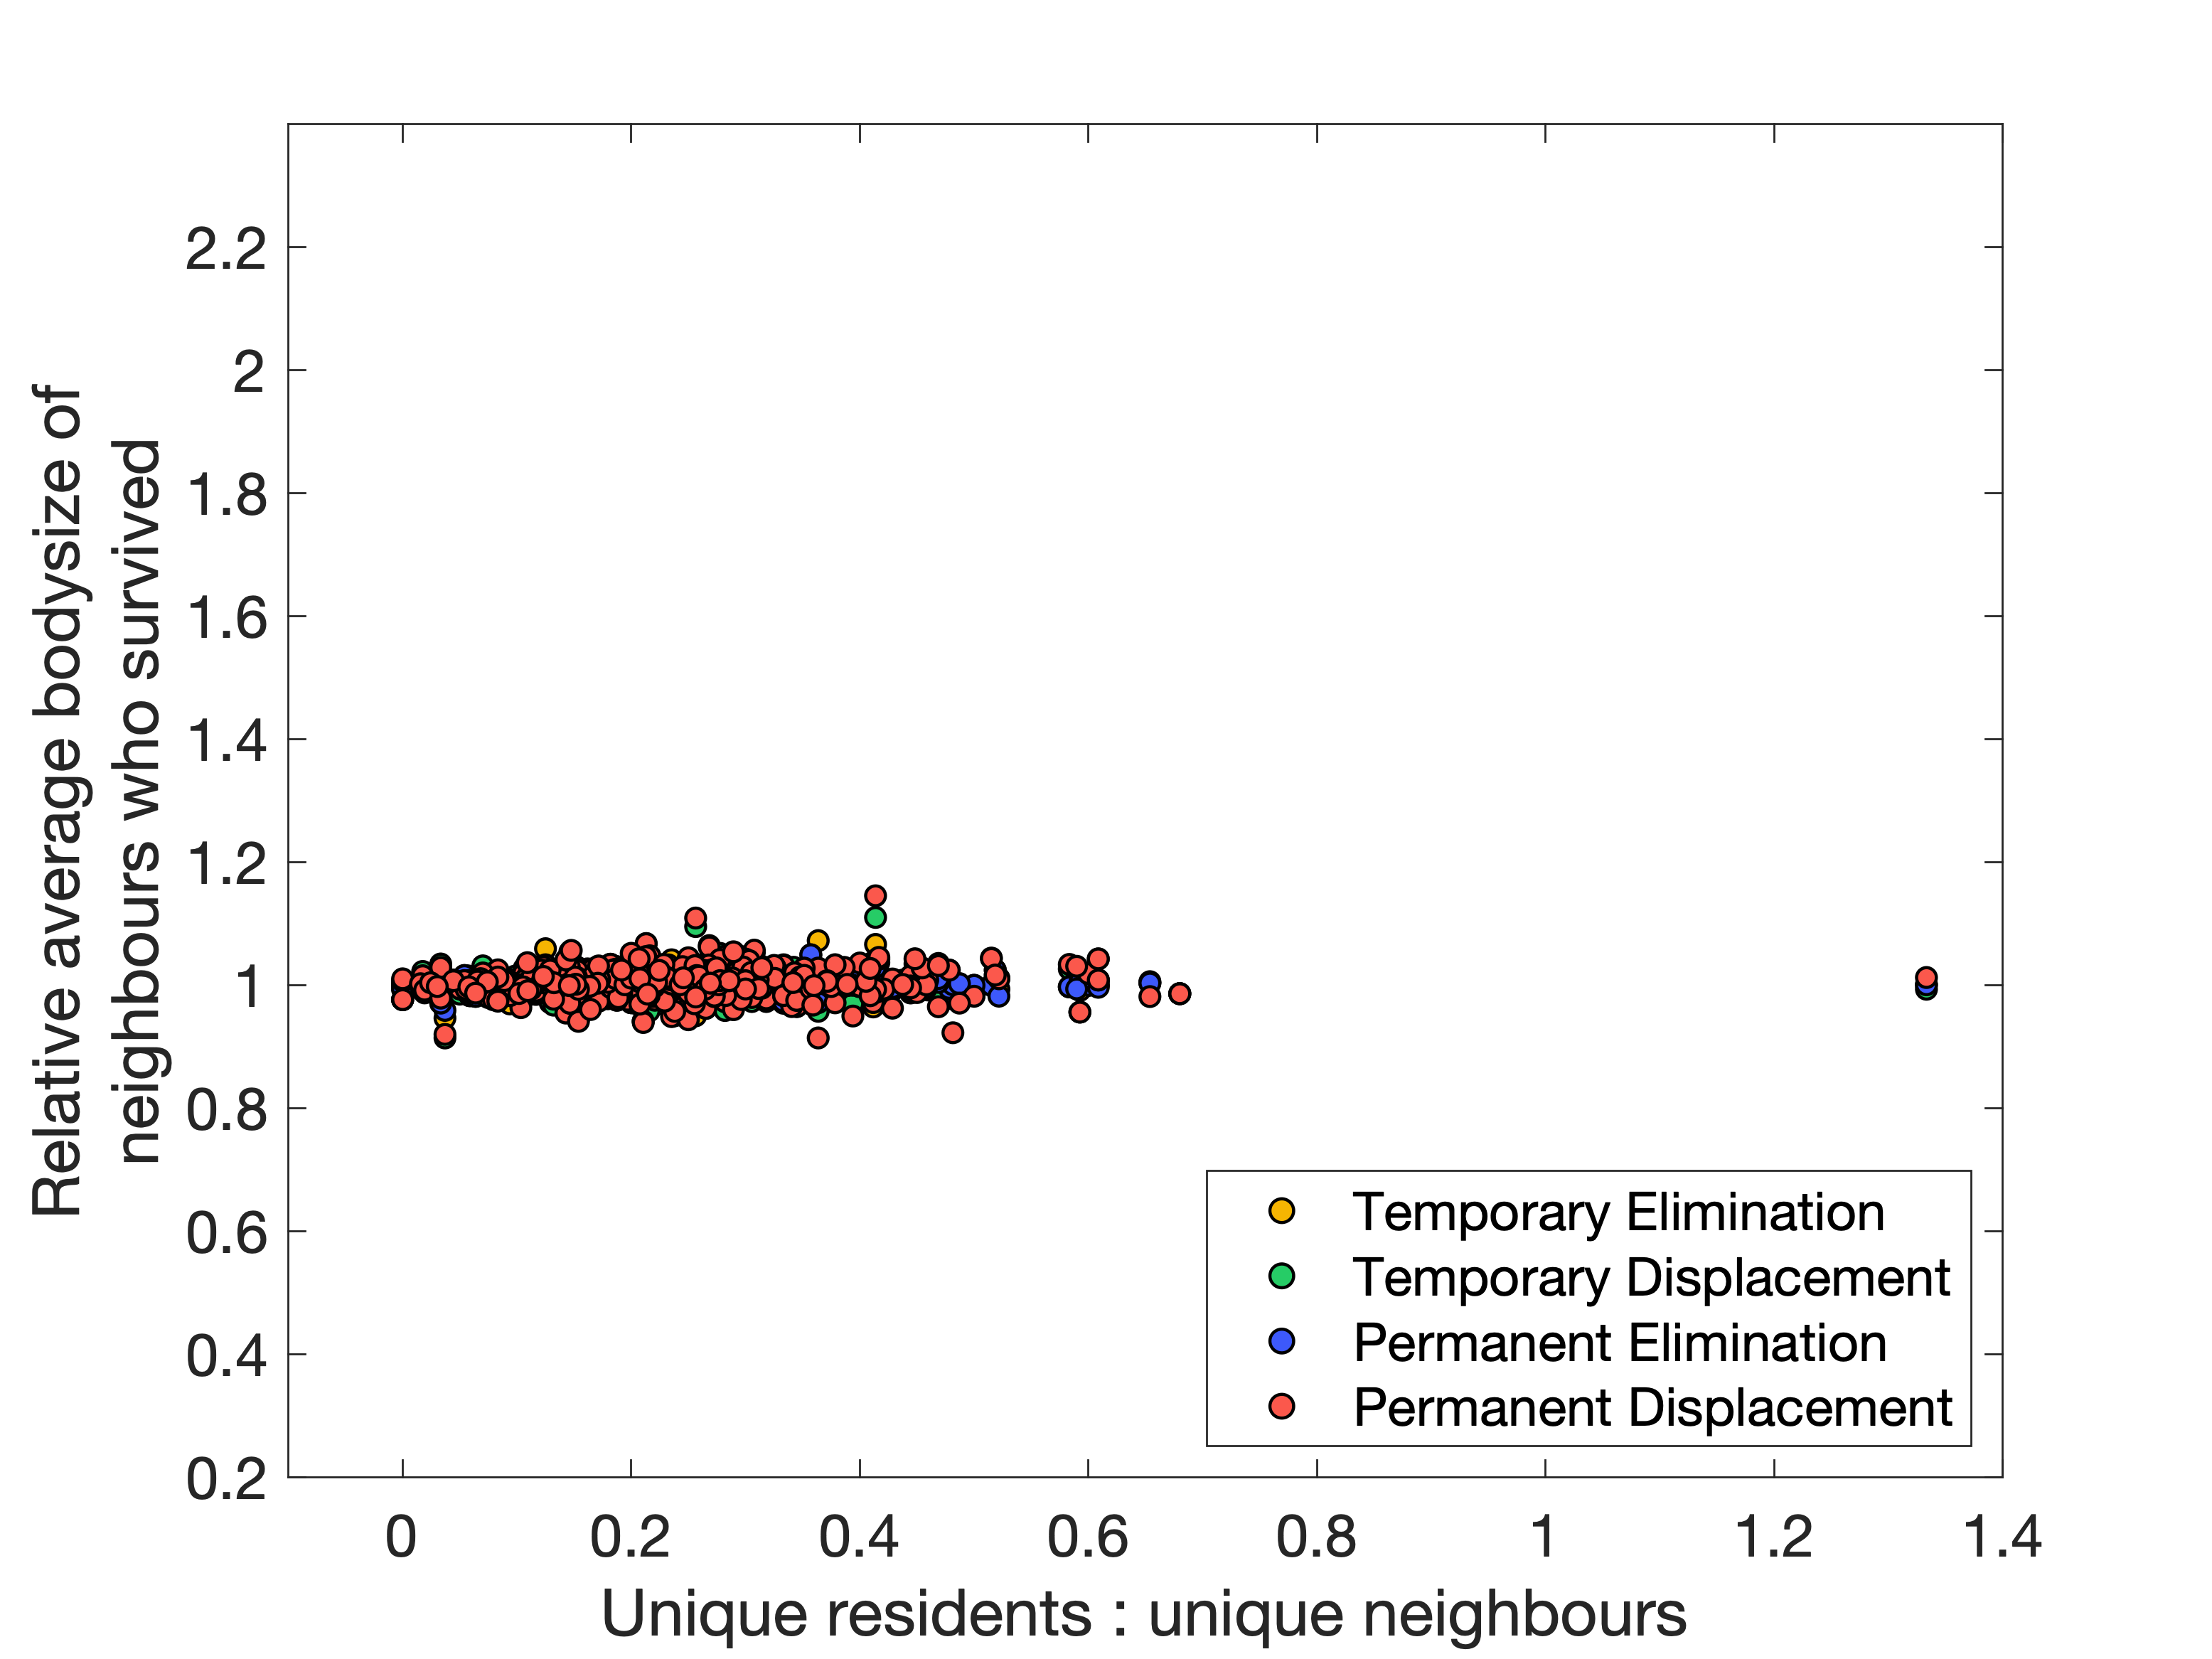 Relative average bodysize of
neighbours who survived
2.2
2
1.8
1.6
1.4
1.2
1
0.8
0.6
0.4
0.2
0
0.2
0.4
0.6
0.8
1
1.2
1.4
Unique residents : unique neighbours
Temporary Elimination
Temporary Displacement
Permanent Elimination
Permanent Displacement